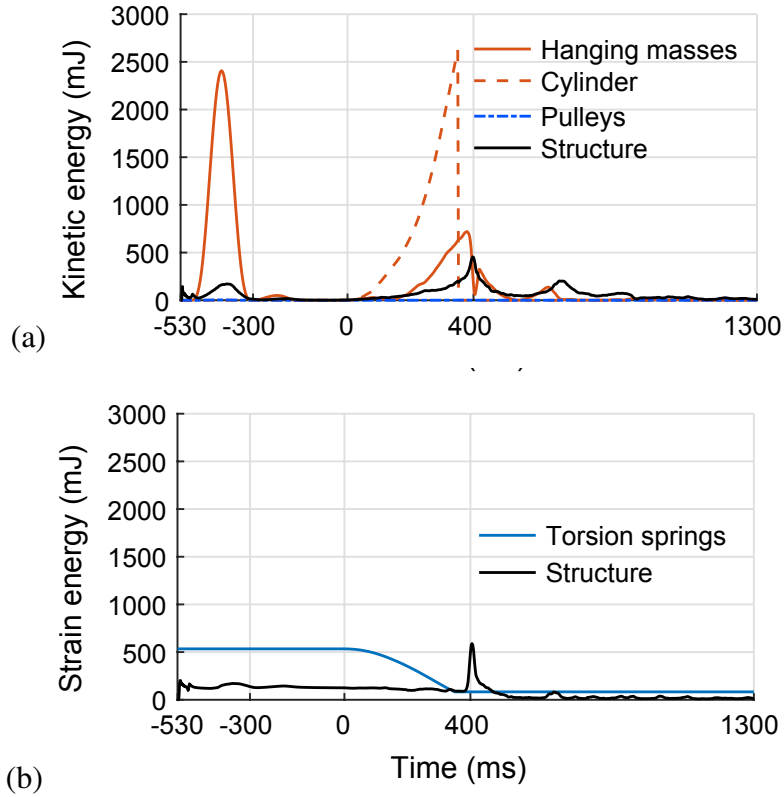 3000
2500
2000
1500
1000
500
0
Kinetic energy (mJ)
Hanging masses
Cylinder
Pulleys
Structure
-530 -300 0 400 1300
(a)
3000
2500
2000
1500
1000
500
0
Strain energy (mJ)
Torsion springs
Structure
-530 -300 0 400 1300
Time (ms)
(b)